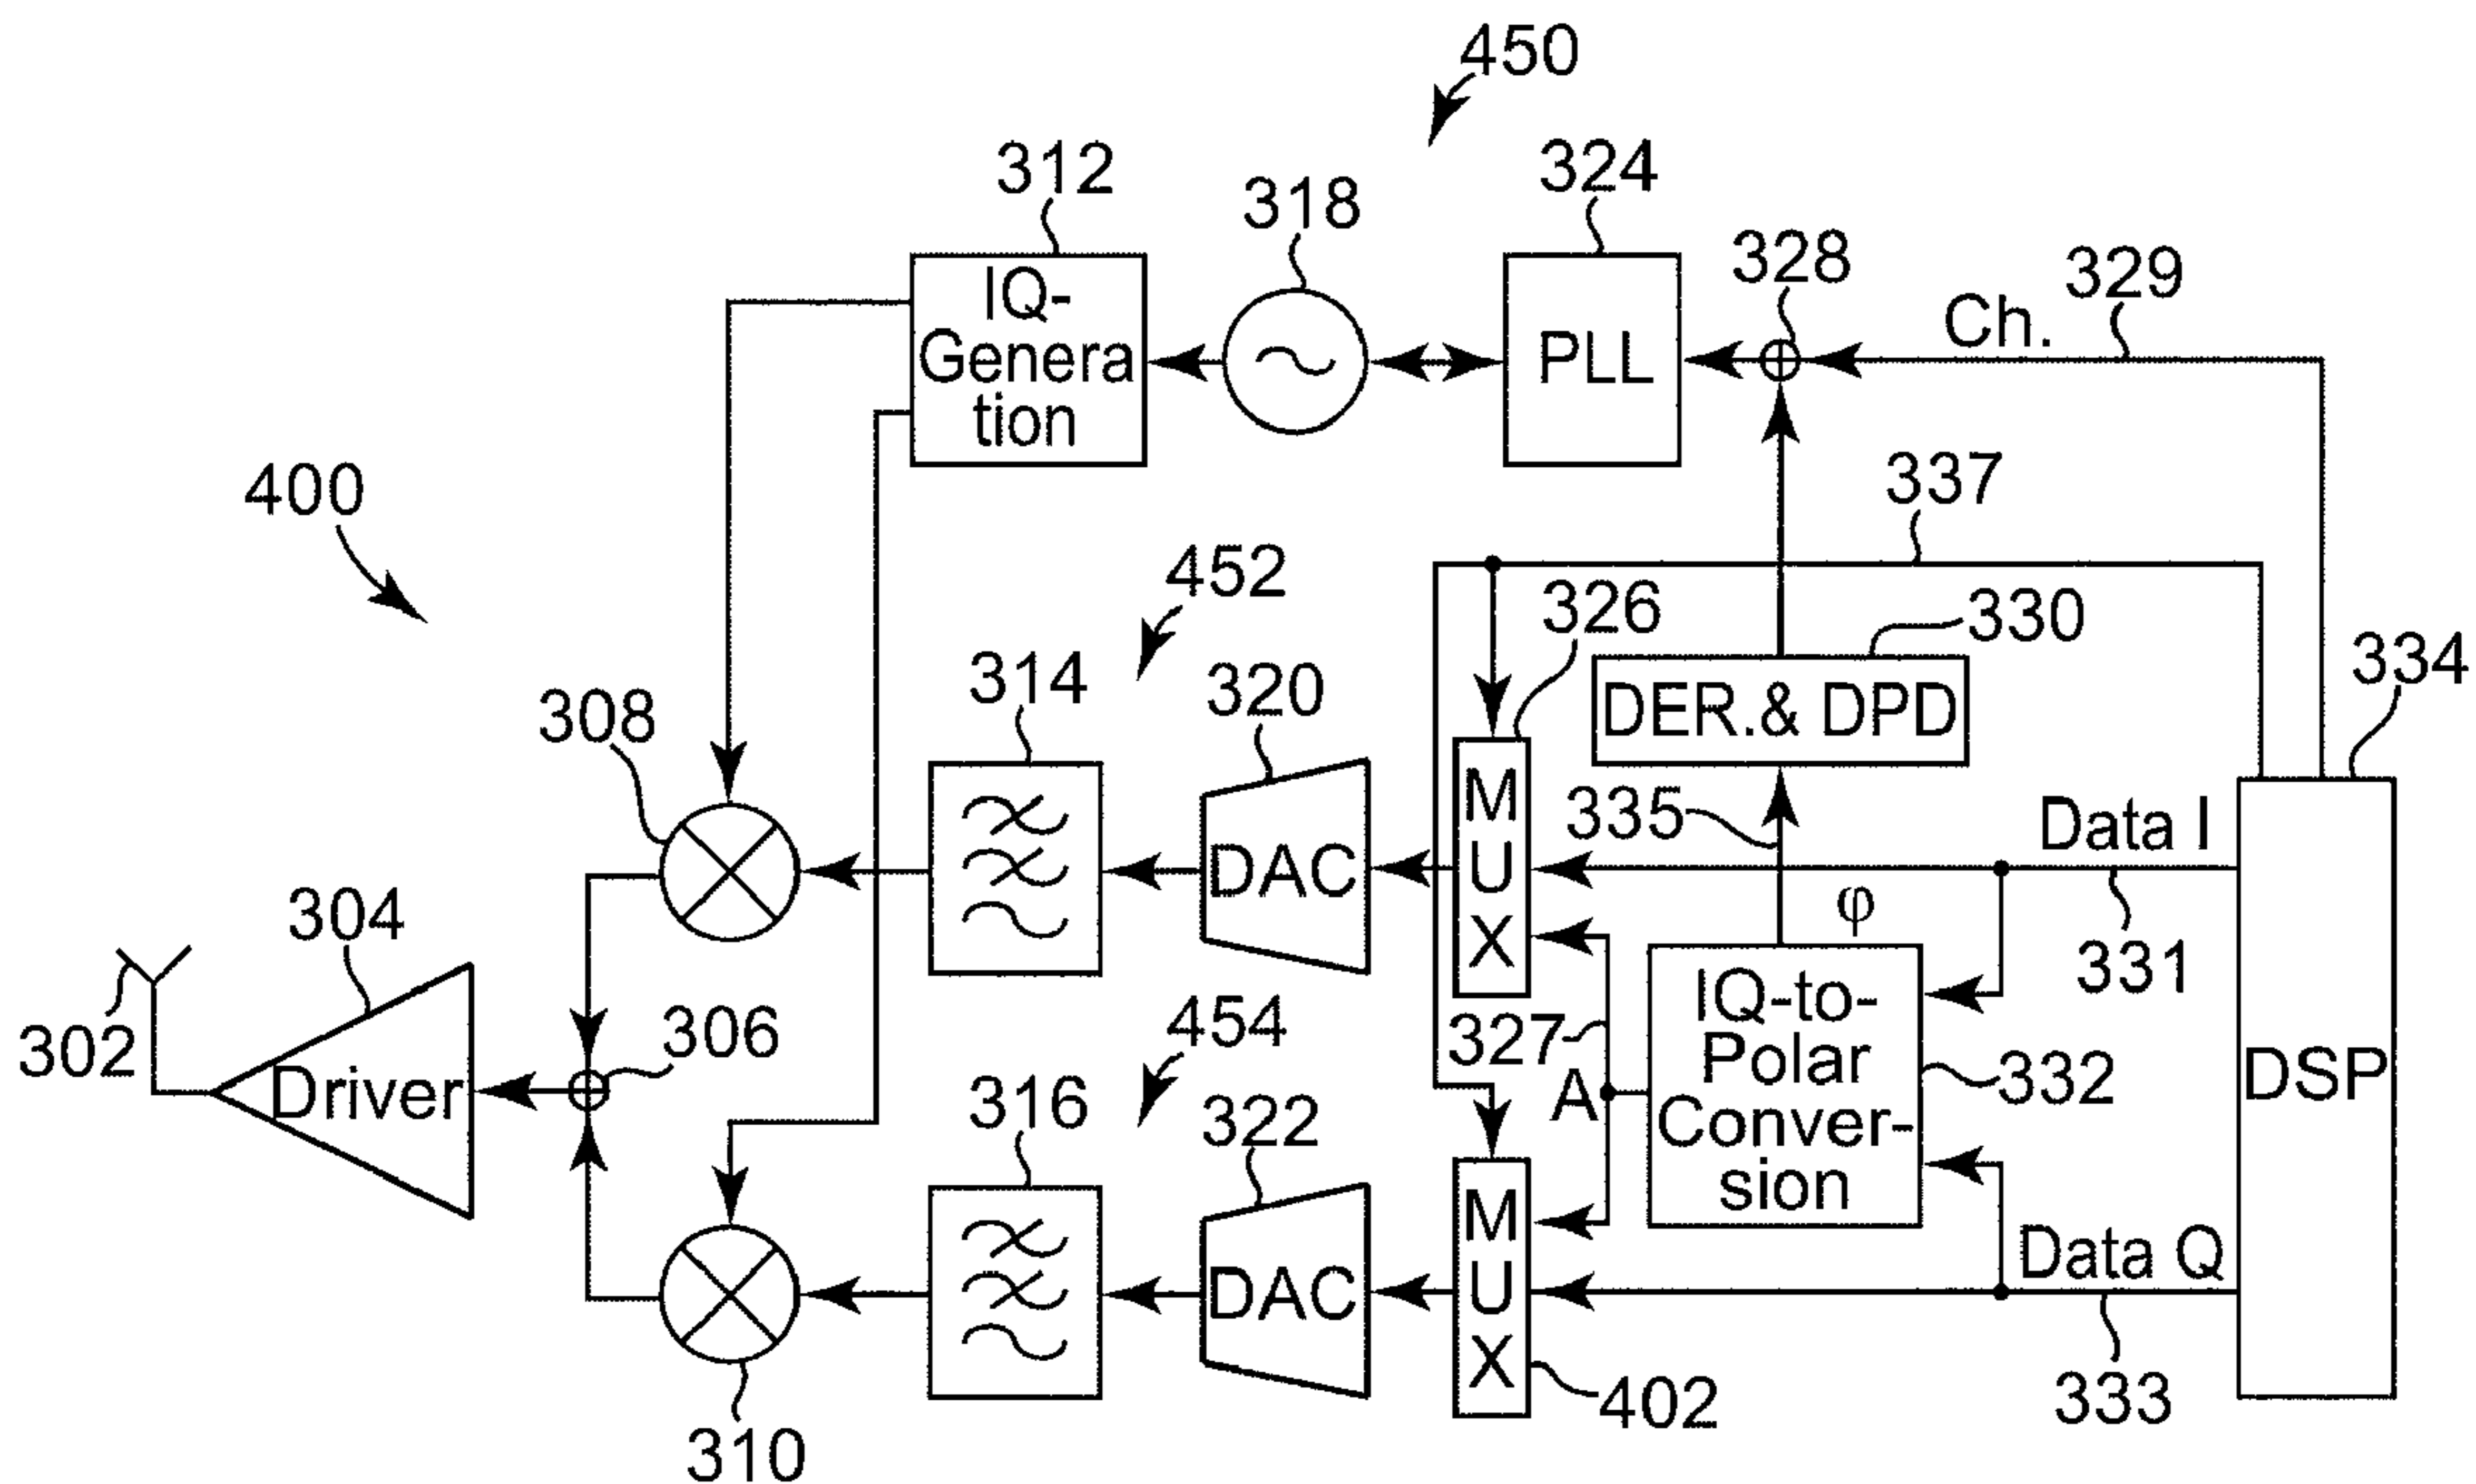 450
312
318
324
328
329
Ch.
IQ-
Genera
tion
PLL
400
337
452
326
330
334
314
320
308
DER.& DPD
335
Data I
M
U
X
DAC
φ
331
304
302
306
454
327
A
IQ-to-
Polar
Conver-
sion
332
DSP
Driver
316
322
M
U
X
DAC
Data Q
333
402
310